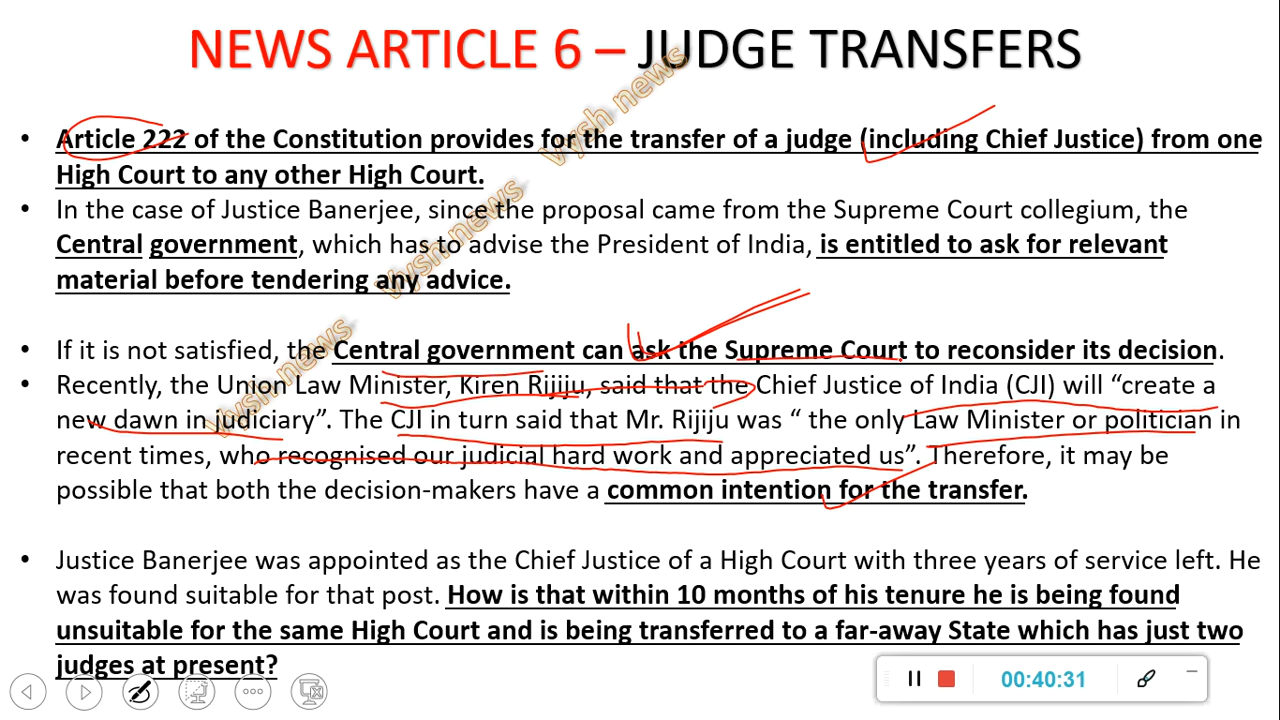 NEWS ARTICLE 6 – JUDGE TRANSFERS
• Article 222 of the Constitution provides for the transfer of a judge (including Chief Justice) from one
High Court to any other High Court.
• In the case of Justice Banerjee, since the proposal came from the Supreme Court collegium, the
Central government, which has to advise the President of India, is entitled to ask for relevant
material before tendering any advice.
• If it is not satisfied, the Central government can ask the Supreme Court to reconsider its decision.
• Recently, the Union Law Minister, Kiren Rijiju, said that the Chief Justice of India (CJI) will “create a
new dawn in judiciary”. The CJI in turn said that Mr. Rijiju was “ the only Law Minister or politician in
recent times, who recognised our judicial hard work and appreciated us”. Therefore, it may be
possible that both the decision-makers have a common intention for the transfer.
• Justice Banerjee was appointed as the Chief Justice of a High Court with three years of service left. He
was found suitable for that post. How is that within 10 months of his tenure he is being found
unsuitable for the same High Court and is being transferred to a far-away State which has just two
judges at present?
vysh news
vysh news
vysh news
00:40:31